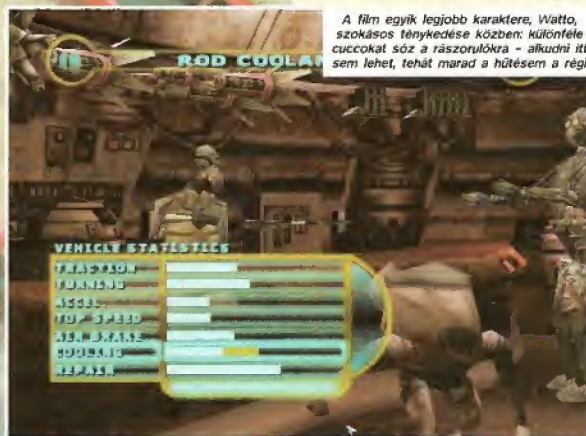 A film egyik legjobb karaktere, Watto,
szokásos ténykedése közben: különféle
cuccokat sóz a rászorulókra – alkudni itt
sem lehet, tehát marad a hűtésem a régi
ROD COOLAN
VEHICLE STATISTICS
TRACTION
TURNING
ACCEL.
TOP SPEED
AIR BRAKE
COOLING
REPAIR